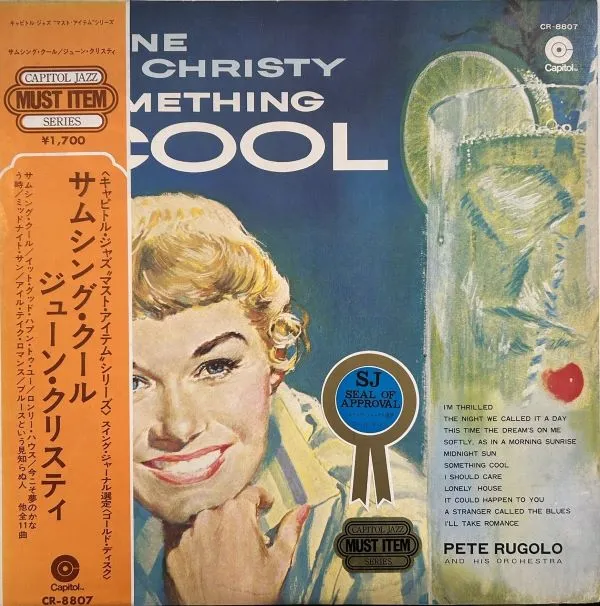 キャピトル・ジャズ "マスト・アイテム"シリーズ
サムシング・クール/ジューン・クリスティ
CAPITOL JAZZ
MUST ITEM
SERIES
¥1,700
〈キャピトル・ジャズ"マスト・アイテム"シリーズ〉 スイング・ジャーナル選定〈ゴールド・ディスク〉
サムシング・クール
ジューン・クリスティ
サムシング・クール/イット・グッド・ハプン・トゥ・ユー/ロンリー・ハウス/今こそ夢のかな
う時/ミッドナイト・サン/アイル・テイク・ロマンス/ブルースという見知らぬ人 他全11曲
Capitol
CR-8807
NE
CHRISTY
METHING
COOL
CR-8807
Capitol
SJ
SEAL OF
APPROVAL
CAPITOL JAZZ
MUST ITEM
SERIES
I'M THRILLED
THE NIGHT WE CALLED IT A DAY
THIS TIME THE DREAM'S ON ME
SOFTLY, AS IN A MORNING SUNRISE
MIDNIGHT SUN
SOMETHING COOL
I SHOULD CARE
LONELY HOUSE
IT COULD HAPPEN TO YOU
A STRANGER CALLED THE BLUES
I'LL TAKE ROMANCE
PETE RUGOLO
AND HIS ORCHESTRA